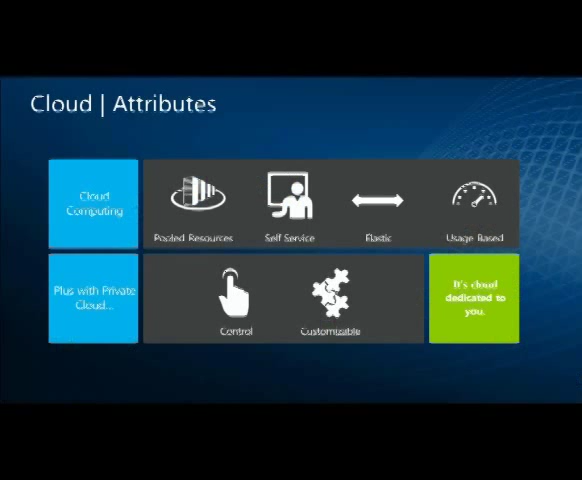 Cloud | Attributes
Cloud
Computing
Pooled Resources
Self Service
Elastic
Usage Based
Plus with Private
Cloud...
Control
Customizable
It's cloud
dedicated to
you.